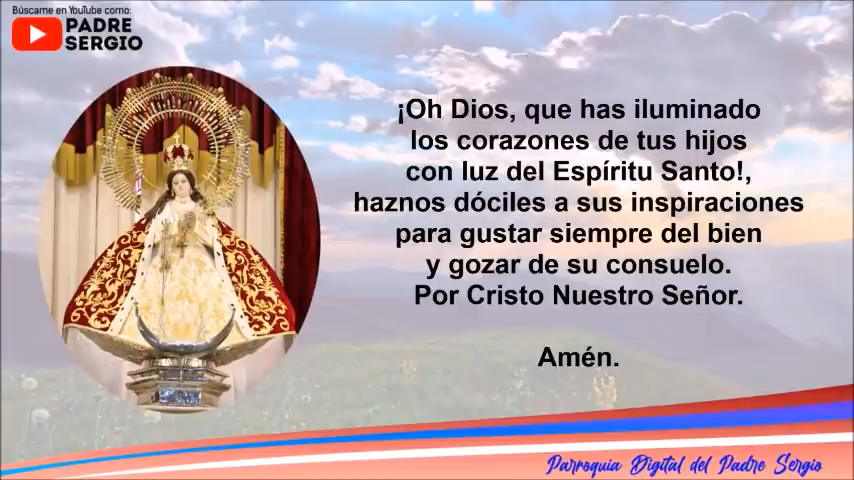 Búscame en YouTube como:
PADRE
SERGIO
¡Oh Dios, que has iluminado
los corazones de tus hijos
con luz del Espíritu Santo!,
haznos dóciles a sus inspiraciones
para gustar siempre del bien
y gozar de su consuelo.
Por Cristo Nuestro Señor.
Amén.
Parroquia Digital del Padre Sergio